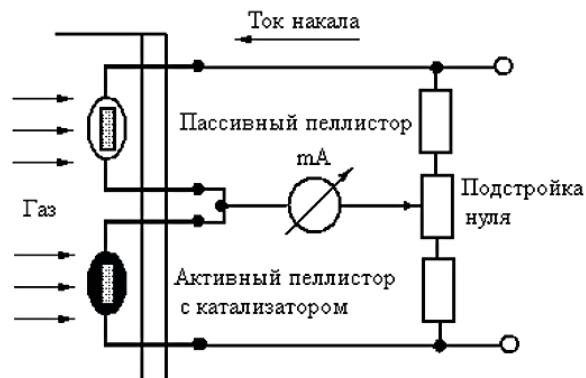 Ток накала
Пассивный пеллистор
mA
Подстройка
нуля
Газ
Активный пеллистор
с катализатором